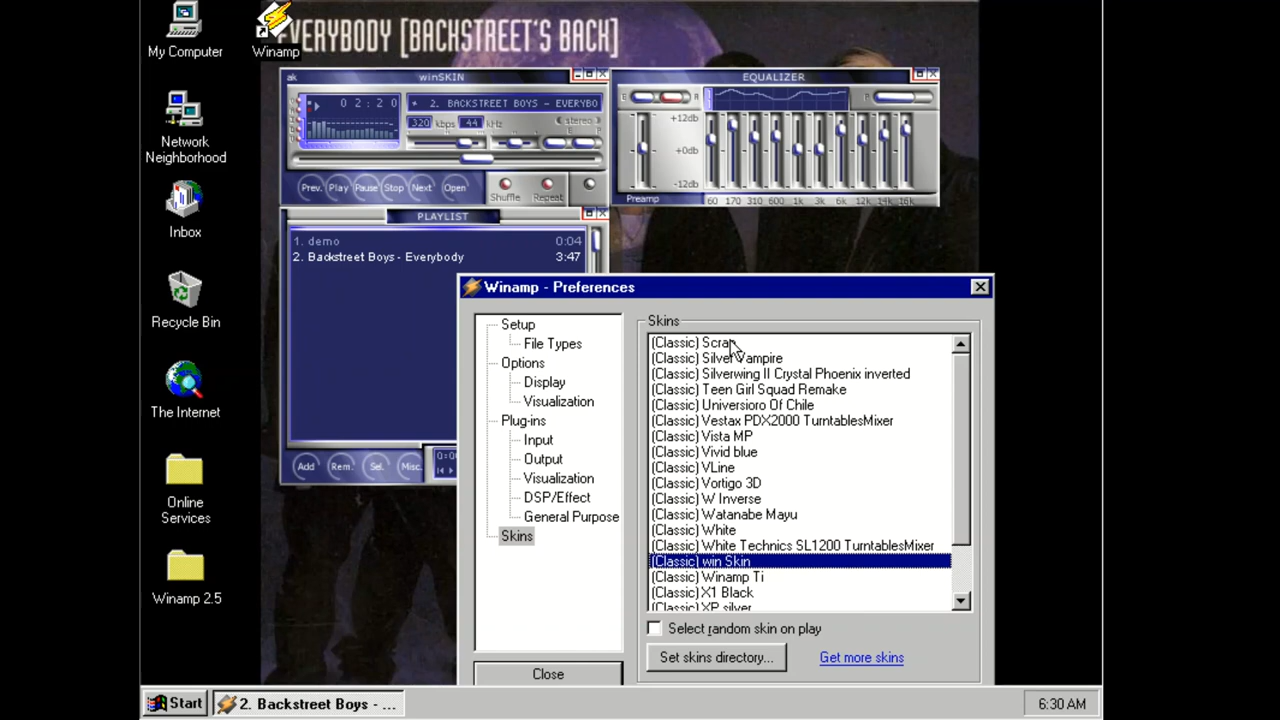 My Computer
Winamp
EVERYBODY [BACKSTREET'S BACK]
Network
Neighborhood
Inbox
Recycle Bin
The Internet
Online
Services
Winamp 2.5
ak winSKIN
0 2 : 2 0
2. BACKSTREET BOYS - EVERYBO
320 kbps 44 kHz stereo
E P
Prev. Play Pause Stop Next Open
Shuffle Repeat
EQUALIZER
+12db
+0db
-12db
Preamp 60 170 310 600 1k 3k 6k 12k 14k 16k
PLAYLIST
1. demo 0:04
2. Backstreet Boys - Everybody 3:47
Add Rem. Sel. Misc.
Winamp - Preferences
Setup
File Types
Options
Display
Visualization
Plug-ins
Input
Output
Visualization
DSP/Effect
General Purpose
Skins
Close
Skins
(Classic) Scrap
(Classic) Silver Vampire
(Classic) Silverwing II Crystal Phoenix inverted
(Classic) Teen Girl Squad Remake
(Classic) Universioro Of Chile
(Classic) Vestax PDX2000 TurntablesMixer
(Classic) Vista MP
(Classic) Vivid blue
(Classic) VLine
(Classic) Vortigo 3D
(Classic) W Inverse
(Classic) Watanabe Mayu
(Classic) White
(Classic) White Technics SL1200 TurntablesMixer
(Classic) win Skin
(Classic) Winamp Ti
(Classic) X1 Black
(Classic) XP silver
Select random skin on play
Set skins directory... Get more skins
Start 2. Backstreet Boys - ... 6:30 AM